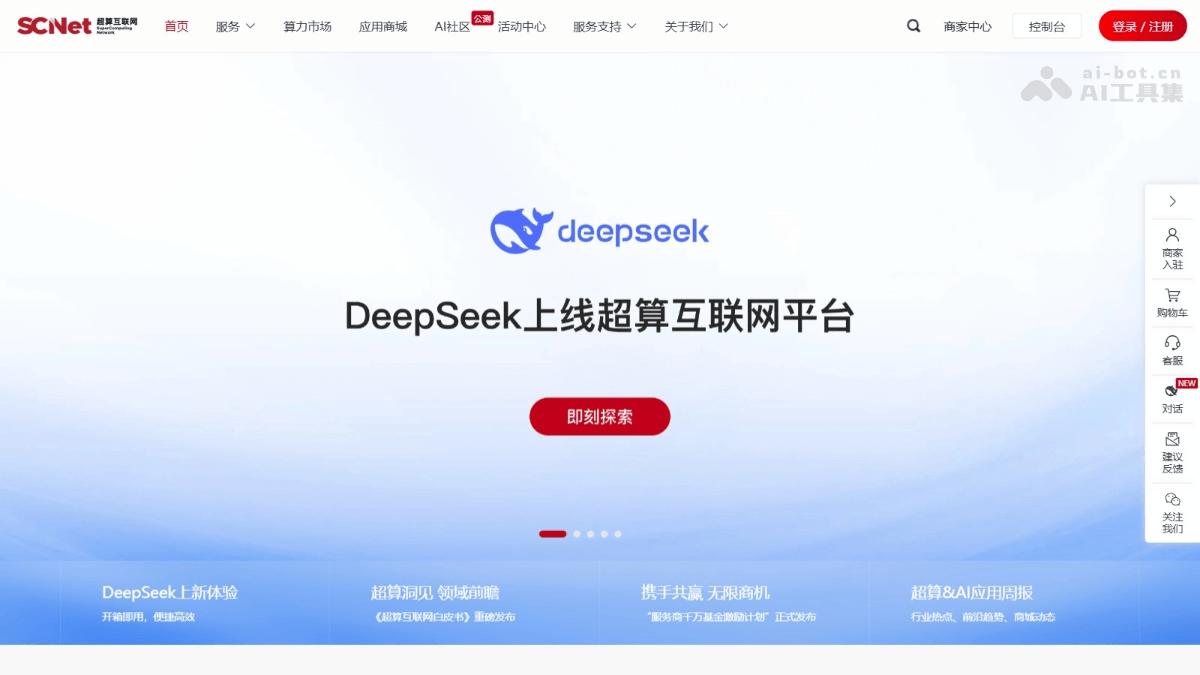 SCNet 超算互联网
SuperComputing
Network
首页
服务
算力市场
应用商城
AI社区
公测
活动中心
服务支持
关于我们
商家中心
控制台
登录 / 注册
ai-bot.cn
AI工具集
deepseek
DeepSeek上线超算互联网平台
即刻探索
商家
入驻
购物车
客服
NEW
对话
建议
反馈
关注
我们
DeepSeek上新体验
开箱即用，便捷高效
超算洞见 领域前瞻
《超算互联网白皮书》重磅发布
携手共赢 无限商机
“服务商千万基金激励计划”正式发布
超算&AI应用周报
行业热点、前沿趋势、商城动态